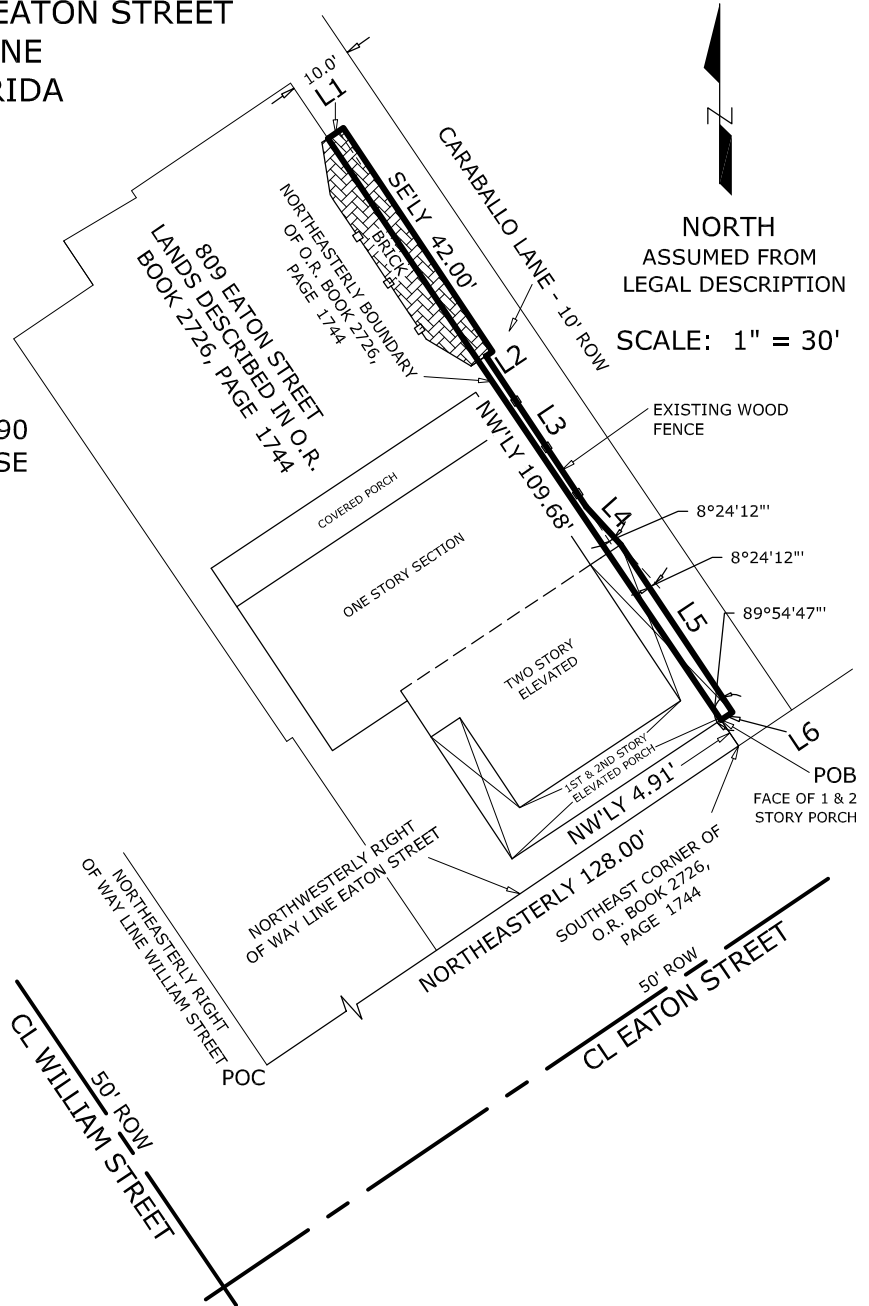 EATON STREET
NE
RIDA
90
SE
10.0'
L1
SE'LY 42.00'
BRICK
CARABALLO LANE - 10' ROW
NORTH
ASSUMED FROM
LEGAL DESCRIPTION
SCALE: 1" = 30'
NORTHEASTERLY BOUNDARY
OF O.R. BOOK 2726,
PAGE 1744
809 EATON STREET
LANDS DESCRIBED IN O.R.
BOOK 2726, PAGE 1744
L2
L3
EXISTING WOOD
FENCE
NW'LY 109.68'
L4
8°24'12"'
8°24'12"'
89°54'47"'
L5
COVERED PORCH
ONE STORY SECTION
TWO STORY
ELEVATED
1ST & 2ND STORY
ELEVATED PORCH
NW'LY 4.91'
L6
POB
FACE OF 1 & 2
STORY PORCH
NORTHWESTERLY RIGHT
OF WAY LINE EATON STREET
NORTHEASTERLY 128.00'
SOUTHEAST CORNER OF
O.R. BOOK 2726,
PAGE 1744
NORTHEASTERLY RIGHT
OF WAY LINE WILLIAM STREET
POC
50' ROW
CL EATON STREET
50' ROW
CL WILLIAM STREET
N